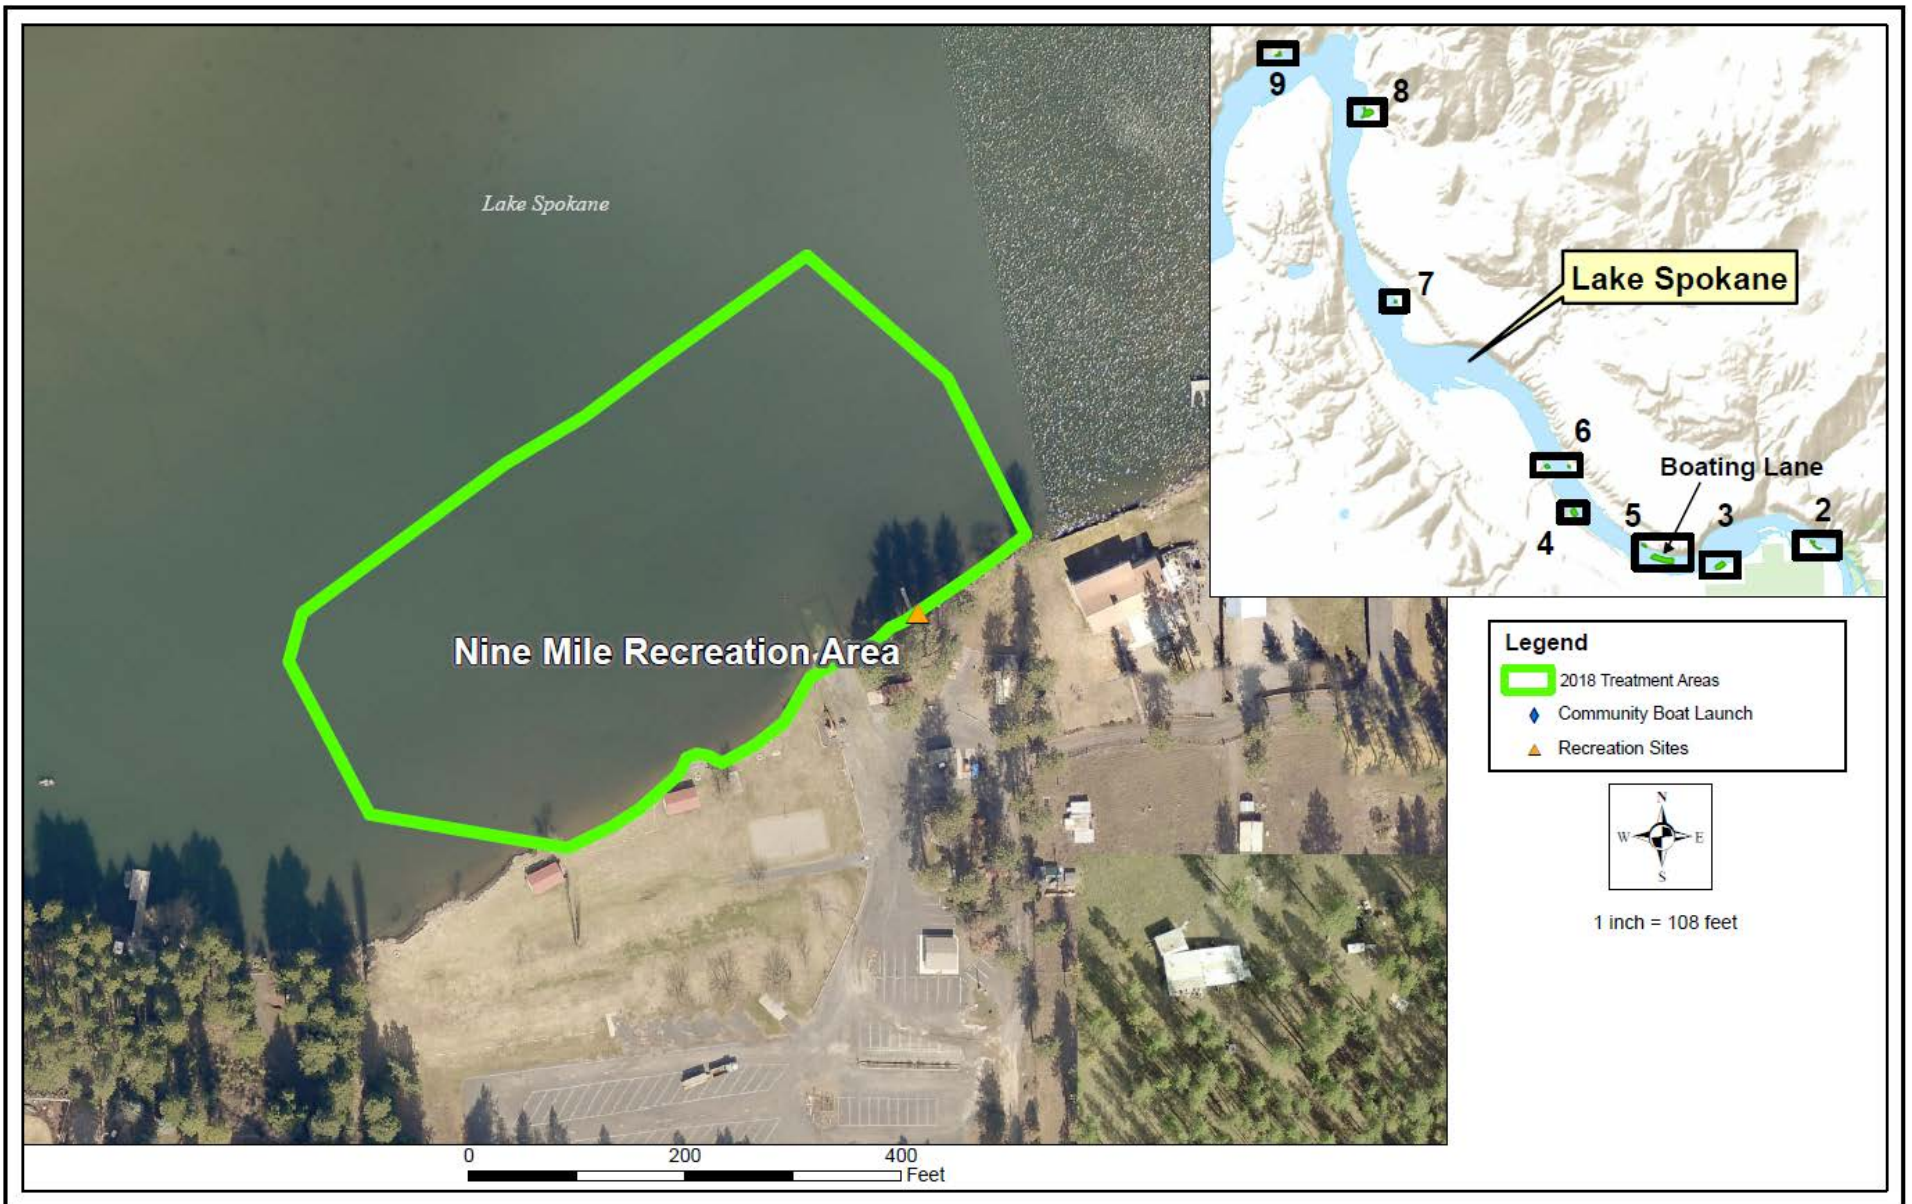 Lake Spokane
Nine Mile Recreation Area
9
8
7
Lake Spokane
6
Boating Lane
5
3
2
4
Legend
2018 Treatment Areas
Community Boat Launch
Recreation Sites
N
W E
S
1 inch = 108 feet
0 200 400
Feet